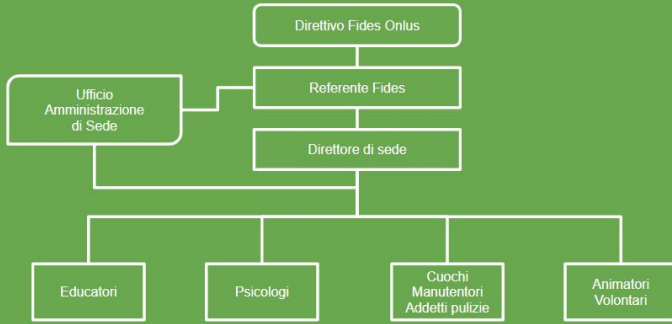 Direttivo Fides Onlus
Referente Fides
Ufficio
Amministrazione
di Sede
Direttore di sede
Educatori
Psicologi
Cuochi
Manutentori
Addetti pulizie
Animatori
Volontari